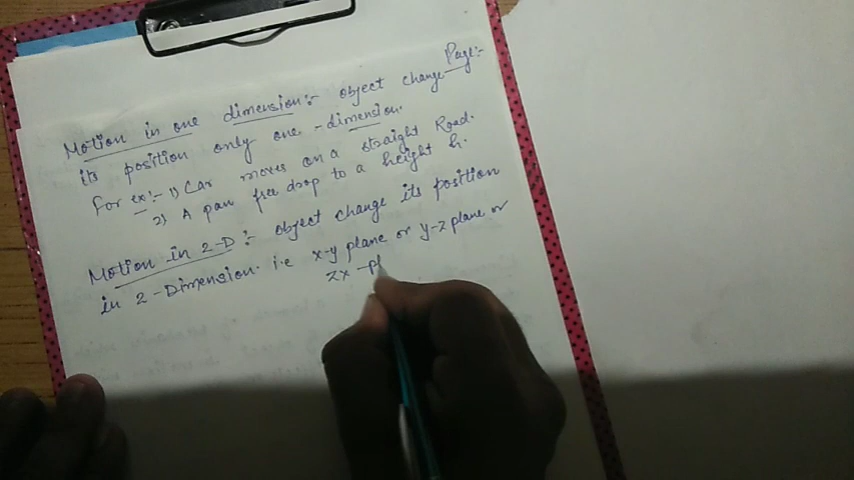 Page:-
Motion in one dimension:- object change
its position only one-dimension.
For ex:- 1) Car moves on a straight Road.
2) A pan free drop to a height h.
Motion in 2-D:- object change its position
in 2-Dimension. i.e x-y plane or y-z plane or
zx-pl